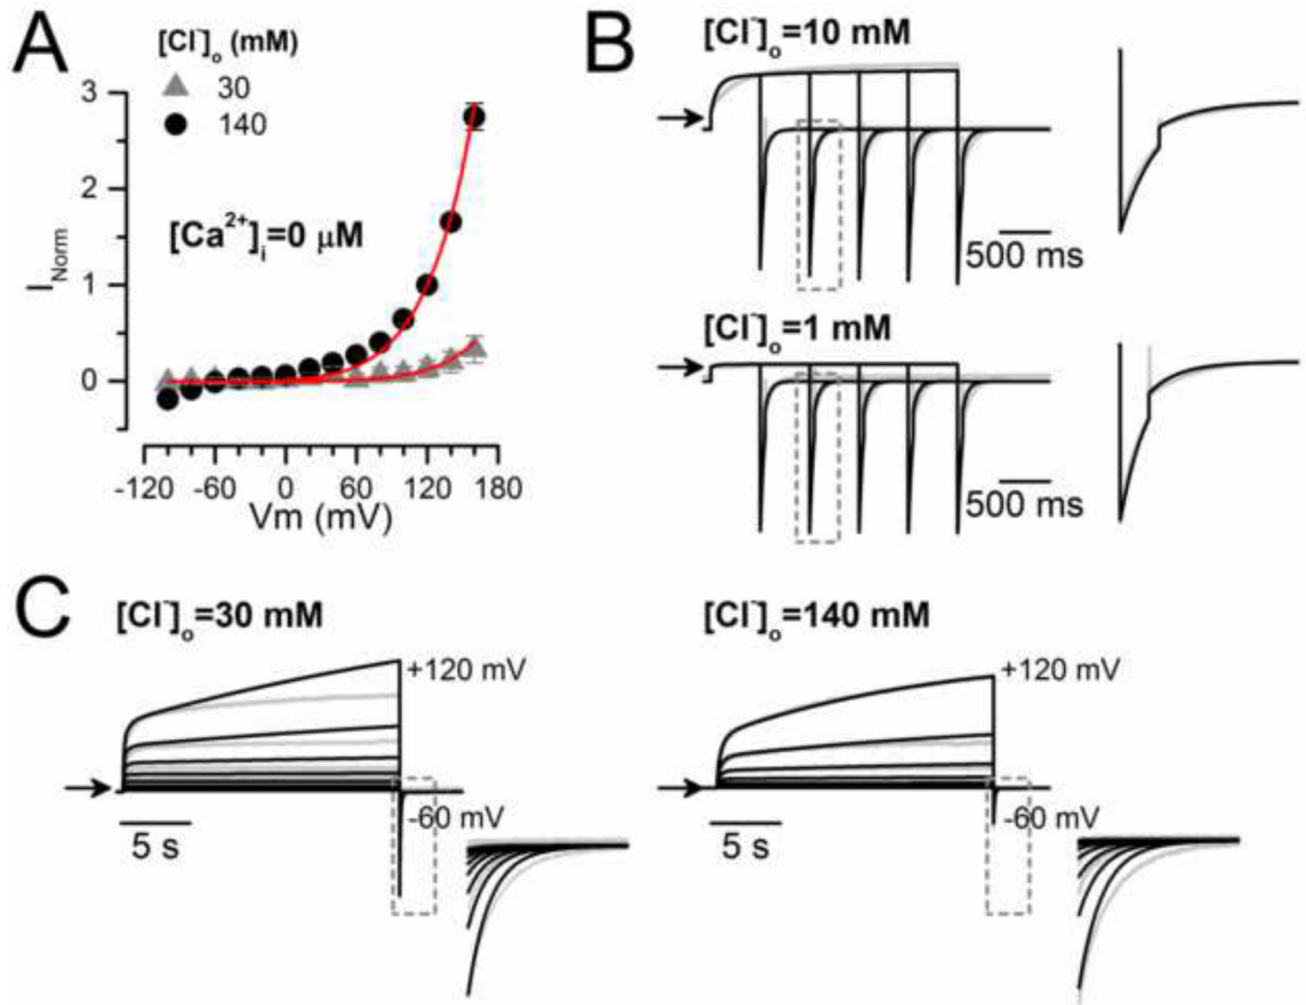 A
[Cl⁻]o (mM)
30
140
[Ca²⁺]i=0 μM
3
2
1
0
INorm
-120 -60 0 60 120 180
Vm (mV)
B
[Cl⁻]o=10 mM
500 ms
[Cl⁻]o=1 mM
500 ms
C
[Cl⁻]o=30 mM
+120 mV
-60 mV
5 s
[Cl⁻]o=140 mM
+120 mV
-60 mV
5 s